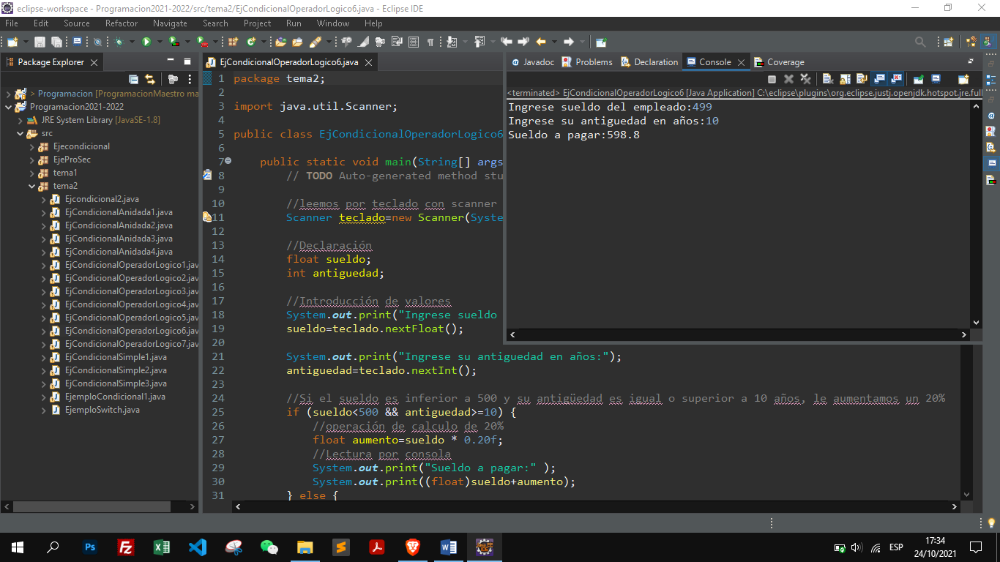 eclipse-workspace - Programacion2021-2022/src/tema2/EjCondicionalOperadorLogico6.java - Eclipse IDE
File Edit Source Refactor Navigate Search Project Run Window Help
Package Explorer
> Programacion [ProgramacionMaestro ma
Programacion2021-2022
JRE System Library [JavaSE-1.8]
src
Ejecondicional
EjeProSec
tema1
tema2
Ejcondicional2.java
EjCondicionalAnidada1.java
EjCondicionalAnidada2.java
EjCondicionalAnidada3.java
EjCondicionalAnidada4.java
EjCondicionalOperadorLogico1.jav
EjCondicionalOperadorLogico2.jav
EjCondicionalOperadorLogico3.jav
EjCondicionalOperadorLogico4.jav
EjCondicionalOperadorLogico5.jav
EjCondicionalOperadorLogico6.jav
EjCondicionalOperadorLogico7.jav
EjCondicionalSimple1.java
EjCondicionalSimple2.java
EjCondicionalSimple3.java
EjemploCondicional1.java
EjemploSwitch.java
EjCondicionalOperadorLogico6.java
1 package tema2;
2
3 import java.util.Scanner;
4
5 public class EjCondicionalOperadorLogico6
6
7 public static void main(String[] args
8 // TODO Auto-generated method stu
9
10 //leemos por teclado con scanner
11 Scanner teclado=new Scanner(Syste
12
13 //Declaración
14 float sueldo;
15 int antiguedad;
16
17 //Introducción de valores
18 System.out.print("Ingrese sueldo
19 sueldo=teclado.nextFloat();
20
21 System.out.print("Ingrese su antiguedad en años:");
22 antiguedad=teclado.nextInt();
23
24 //Si el sueldo es inferior a 500 y su antigüedad es igual o superior a 10 años, le aumentamos un 20%
25 if (sueldo<500 && antiguedad>=10) {
26 //operación de calculo de 20%
27 float aumento=sueldo * 0.20f;
28 //Lectura por consola
29 System.out.print("Sueldo a pagar:" );
30 System.out.print((float)sueldo+aumento);
31 } else {
Javadoc Problems Declaration Console Coverage
<terminated> EjCondicionalOperadorLogico6 [Java Application] C:\eclipse\plugins\org.eclipse.justj.openjdk.hotspot.jre.full
Ingrese sueldo del empleado:499
Ingrese su antiguedad en años:10
Sueldo a pagar:598.8
ESP
17:34
24/10/2021